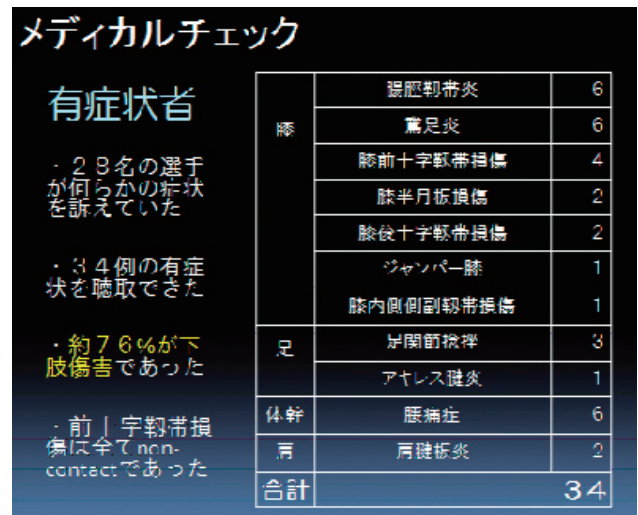 メディカルチェック
有症状者
・２８名の選手
が何らかの症状
を訴えていた
・３４例の有症
状を聴取できた
・約７６%が下
肢傷害であった
・前十字靱帯損
傷は全てnon-
contactであった
膝 腸脛靱帯炎 6
鵞足炎 6
膝前十字靱帯損傷 4
膝半月板損傷 2
膝後十字靱帯損傷 2
ジャンパー膝 1
膝内側側副靱帯損傷 1
足 足関節捻挫 3
アキレス腱炎 1
体幹 腰痛症 6
肩 肩腱板炎 2
合計 34